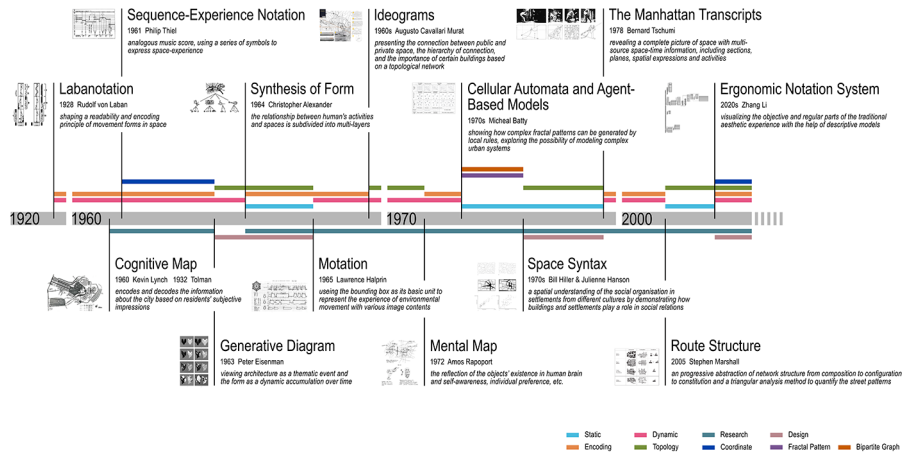 Sequence-Experience Notation
1961 Philip Thiel
analogous music score, using a series of symbols to
express space-experience
Ideograms
1960s Augusto Cavallari Murat
presenting the connection between public and
private space, the hierarchy of connection,
and the importance of certain buildings based
on a topological network
The Manhattan Transcripts
1978 Bernard Tschumi
revealing a complete picture of space with multi-
source space-time information, including sections,
planes, spatial expressions and activities
Labanotation
1928 Rudolf von Laban
shaping a readability and encoding
principle of movement forms in space
Synthesis of Form
1964 Christopher Alexander
the relationship between human's activities
and spaces is subdivided into multi-layers
Cellular Automata and Agent-
Based Models
1970s Micheal Batty
showing how complex fractal patterns can be generated by
local rules, exploring the possibility of modeling complex
urban systems
Ergonomic Notation System
2020s Zhang Li
visualizing the objective and regular parts of the traditional
aesthetic experience with the help of descriptive models
1920
1960
1970
2000
Cognitive Map
1960 Kevin Lynch 1932 Tolman
encodes and decodes the information
about the city based on residents' subjective
impressions
Motation
1965 Lawrence Halprin
useing the bounding box as its basic unit to
represent the experience of environmental
movement with various image contents
Space Syntax
1970s Bill Hiller & Julienne Hanson
a spatial understanding of the social organisation in
settlements from different cultures by demonstrating how
buildings and settlements play a role in social relations
Generative Diagram
1963 Peter Eisenman
viewing architecture as a thematic event and
the form as a dynamic accumulation over time
Mental Map
1972 Amos Rapoport
the reflection of the objects' existence in human brain
and self-awareness, individual preference, etc.
Route Structure
2005 Stephen Marshall
an progressive abstraction of network structure from composition to configuration
to constitution and a triangular analysis method to quantify the street patterns
Static
Dynamic
Research
Design
Encoding
Topology
Coordinate
Fractal Pattern
Bipartite Graph